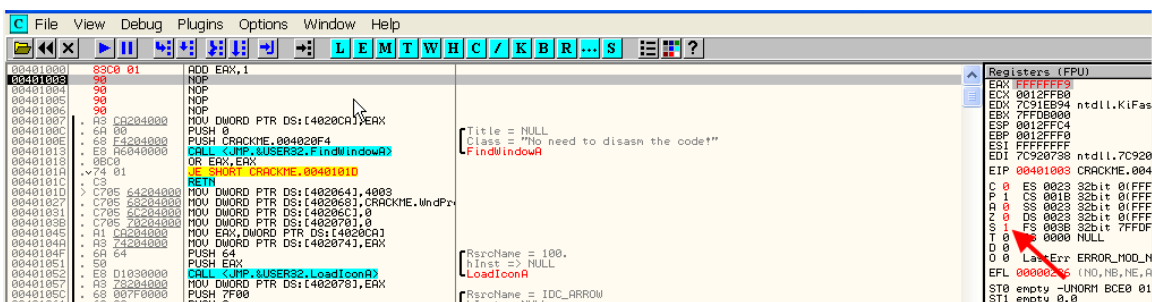 C File View Debug Plugins Options Window Help
L E M T W H C / K B R ... S ?
00401000 83C0 01 ADD EAX,1
00401003 90 NOP
00401004 90 NOP
00401005 90 NOP
00401006 90 NOP
00401007 . A3 CA204000 MOV DWORD PTR DS:[4020CA],EAX
0040100C . 6A 00 PUSH 0 Title = NULL
0040100E . 68 F4204000 PUSH CRACKME.004020F4 Class = "No need to disasm the code!"
00401013 . E8 A6040000 CALL <JMP.&USER32.FindWindowA> FindWindowA
00401018 . 0BC0 OR EAX,EAX
0040101A .v74 01 JE SHORT CRACKME.0040101D
0040101C . C3 RETN
0040101D > C705 64204000 MOV DWORD PTR DS:[402064],4003
00401027 . C705 68204000 MOV DWORD PTR DS:[402068],CRACKME.WndPr
00401031 . C705 6C204000 MOV DWORD PTR DS:[40206C],0
0040103B . C705 70204000 MOV DWORD PTR DS:[402070],0
00401045 . A1 CA204000 MOV EAX,DWORD PTR DS:[4020CA]
0040104A . A3 74204000 MOV DWORD PTR DS:[402074],EAX
0040104F . 6A 64 PUSH 64 RsrcName = 100.
00401051 . 50 PUSH EAX hInst => NULL
00401052 . E8 D1030000 CALL <JMP.&USER32.LoadIconA> LoadIconA
00401057 . A3 78204000 MOV DWORD PTR DS:[402078],EAX
0040105C . 68 007F0000 PUSH 7F00 RsrcName = IDC_ARROW
Registers (FPU)
EAX FFFFFFF9
ECX 0012FFB0
EDX 7C91EB94 ntdll.KiFas
EBX 7FFDB000
ESP 0012FFC4
EBP 0012FFF0
ESI FFFFFFFF
EDI 7C920738 ntdll.7C920
EIP 00401003 CRACKME.004
C 0 ES 0023 32bit 0(FFF
P 1 CS 001B 32bit 0(FFF
A 0 SS 0023 32bit 0(FFF
Z 0 DS 0023 32bit 0(FFF
S 1 FS 003B 32bit 7FFDF
T 0 0000 NULL
D 0
O 0 LastErr ERROR_MOD_N
EFL (NO,NB,NE,A
ST0 empty -UNORM BCE0 01
ST1 empty 0.0